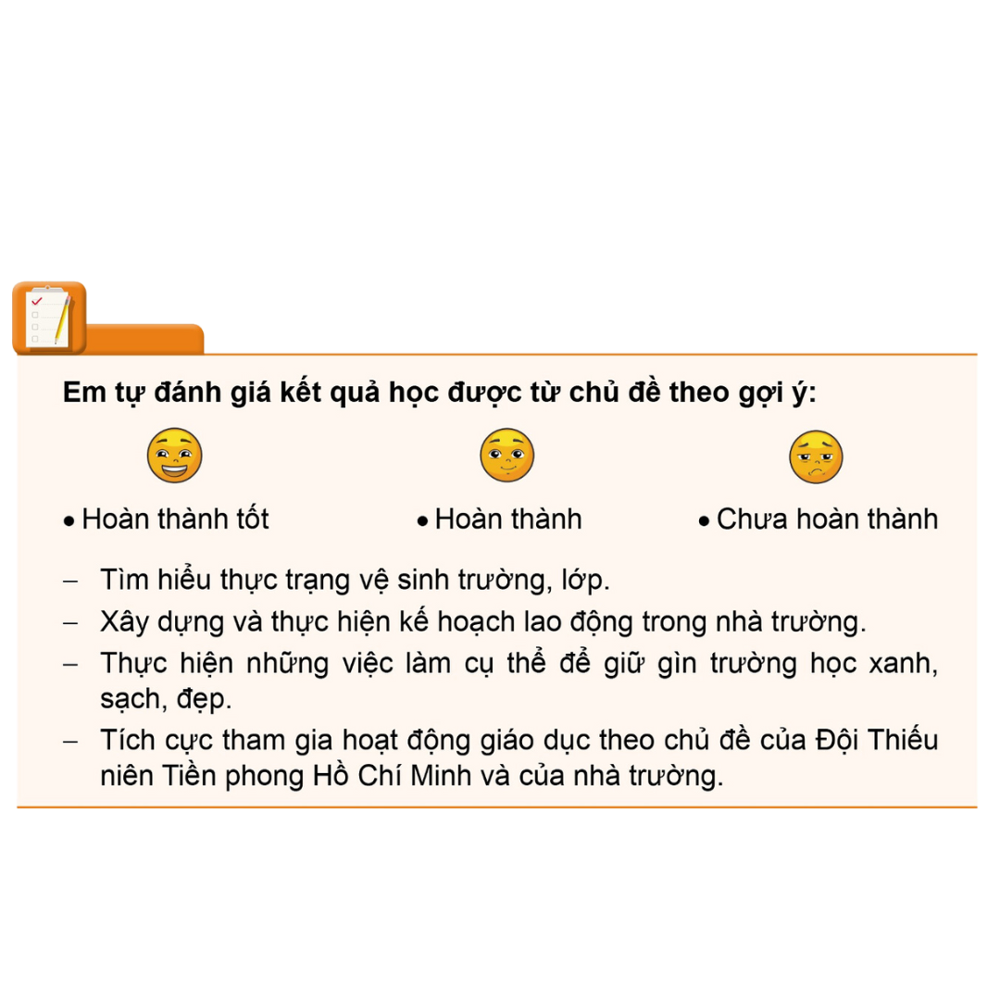 Em tự đánh giá kết quả học được từ chủ đề theo gợi ý:
• Hoàn thành tốt • Hoàn thành • Chưa hoàn thành
– Tìm hiểu thực trạng vệ sinh trường, lớp.
– Xây dựng và thực hiện kế hoạch lao động trong nhà trường.
– Thực hiện những việc làm cụ thể để giữ gìn trường học xanh,
sạch, đẹp.
– Tích cực tham gia hoạt động giáo dục theo chủ đề của Đội Thiếu
niên Tiền phong Hồ Chí Minh và của nhà trường.